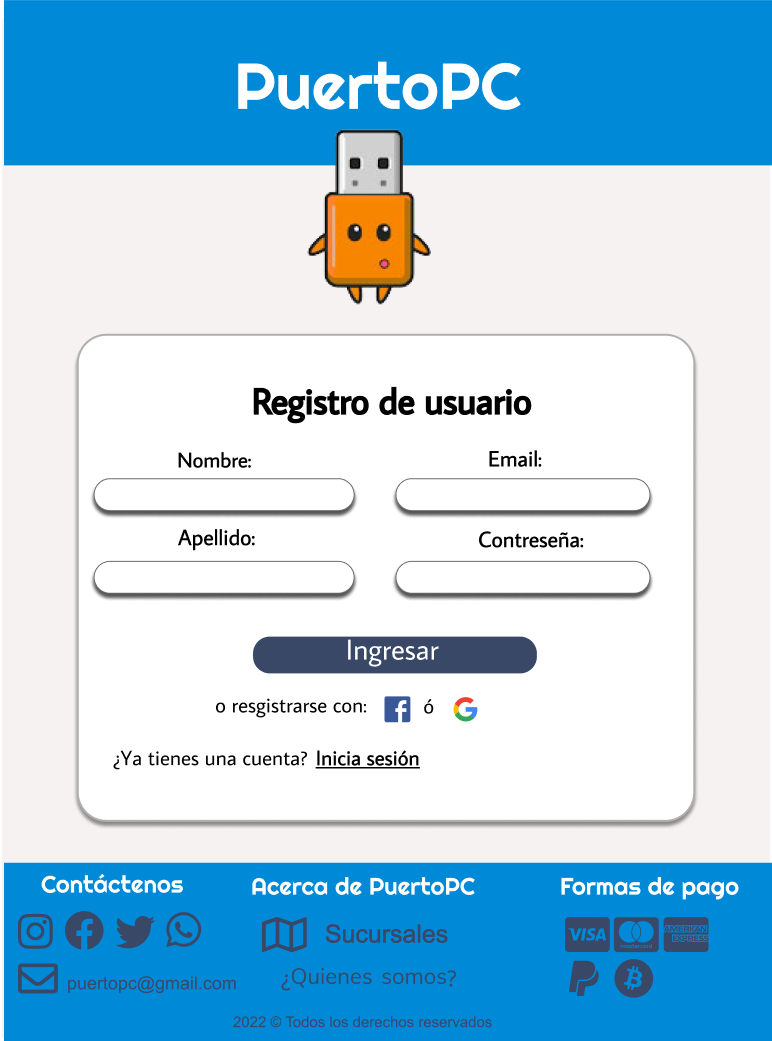 PuertoPC
Registro de usuario
Nombre:
Email:
Apellido:
Contreseña:
Ingresar
o resgistrarse con:
ó
¿Ya tienes una cuenta? Inicia sesión
Contáctenos
Acerca de PuertoPC
Formas de pago
Sucursales
VISA
mastercard
AMERICAN
EXPRESS
puertopc@gmail.com
¿Quienes somos?
2022 © Todos los derechos reservados